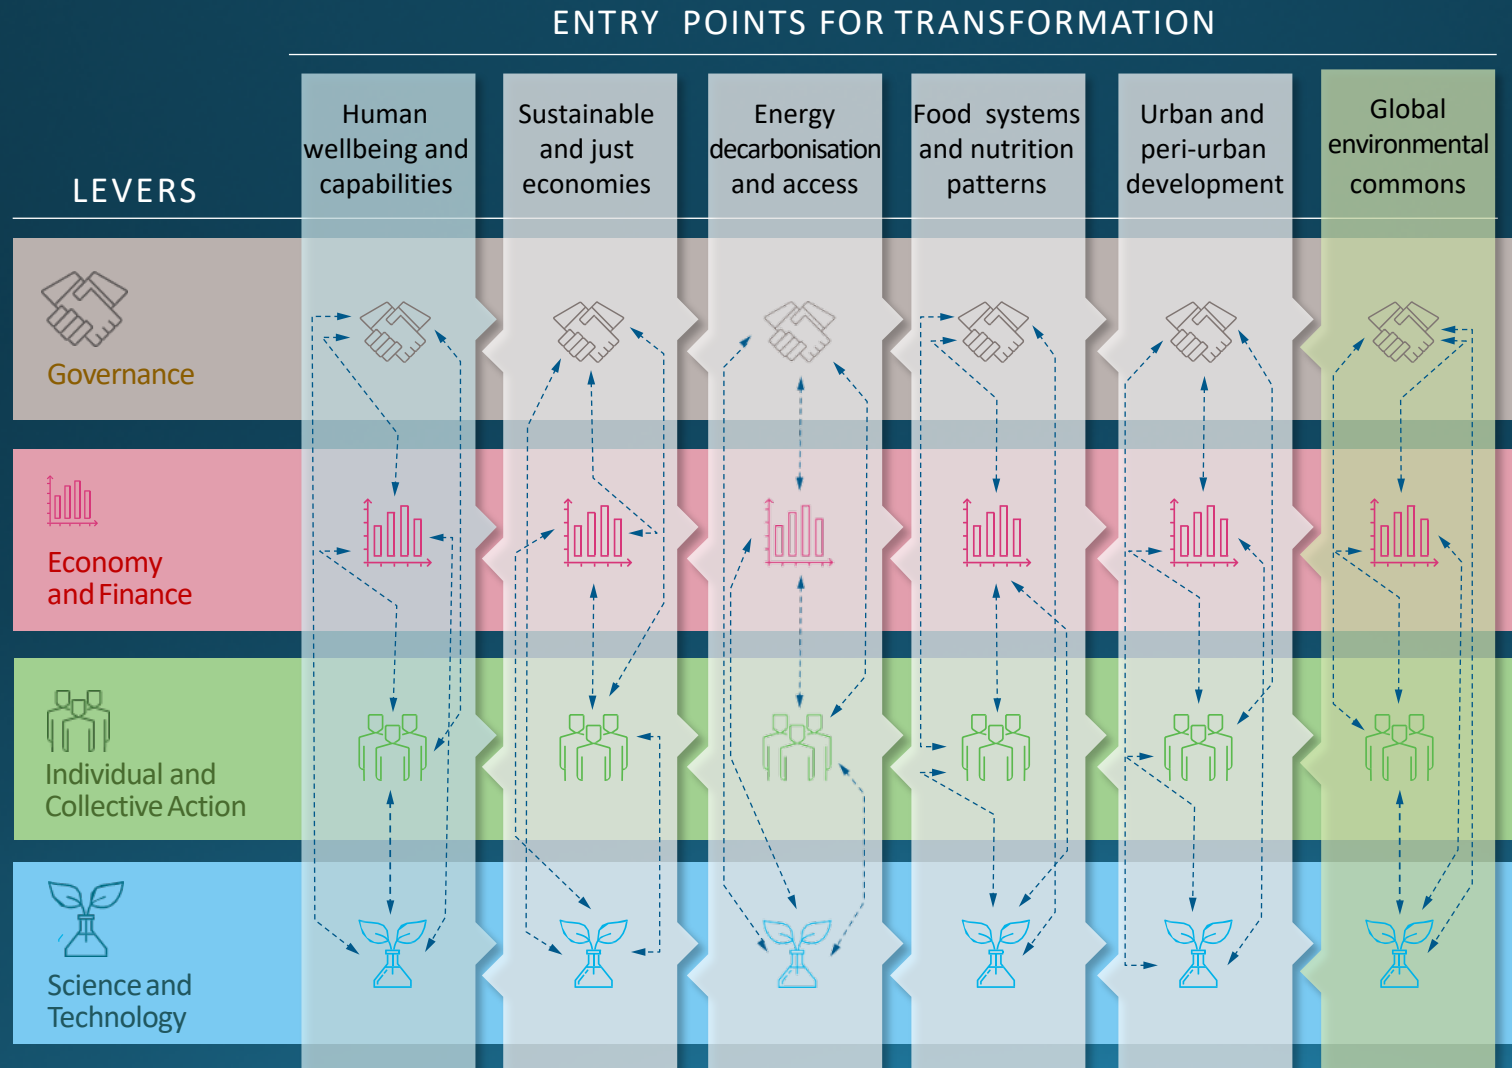 ENTRY POINTS FOR TRANSFORMATION
LEVERS
Human
wellbeing and
capabilities
Sustainable
and just
economies
Energy
decarbonisation
and access
Food systems
and nutrition
patterns
Urban and
peri-urban
development
Global
environmental
commons
Governance
Economy
and Finance
Individual and
Collective Action
Science and
Technology